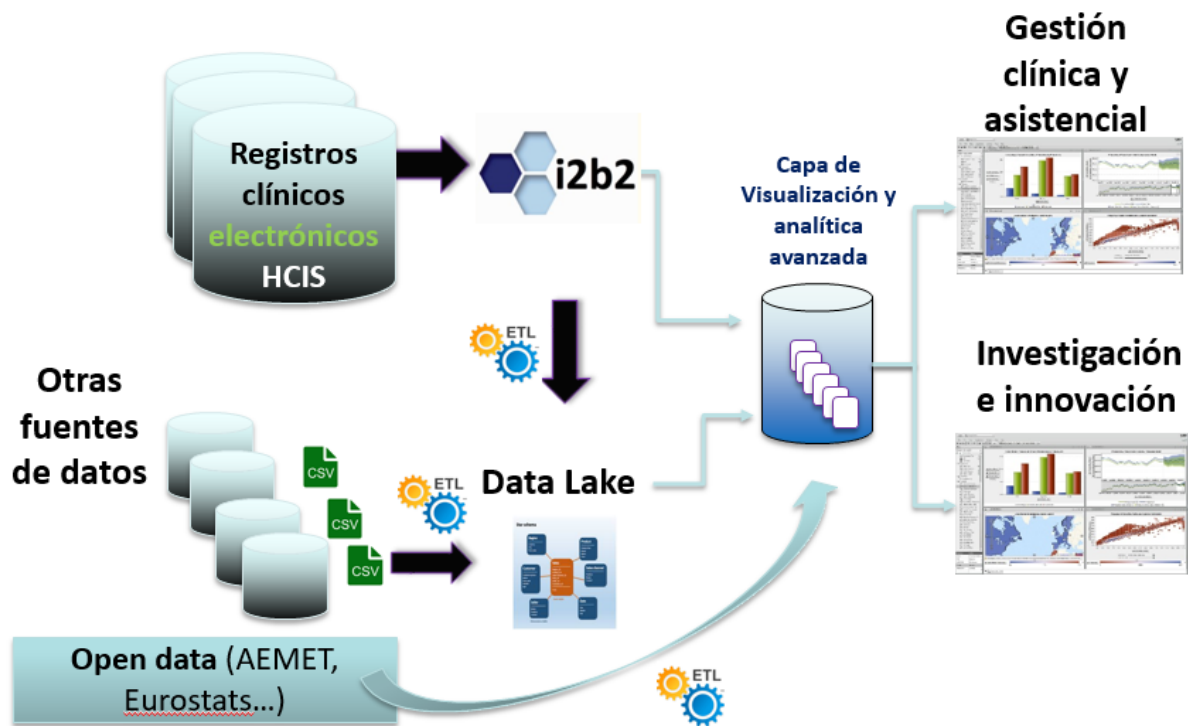 Gestión
clínica y
asistencial
Registros
clínicos
electrónicos
HCIS
i2b2
Capa de
Visualización y
analítica
avanzada
ETL
Investigación
e innovación
Otras
fuentes
de datos
CSV
CSV
CSV
ETL
Data Lake
Open data (AEMET,
Eurostats...)
ETL